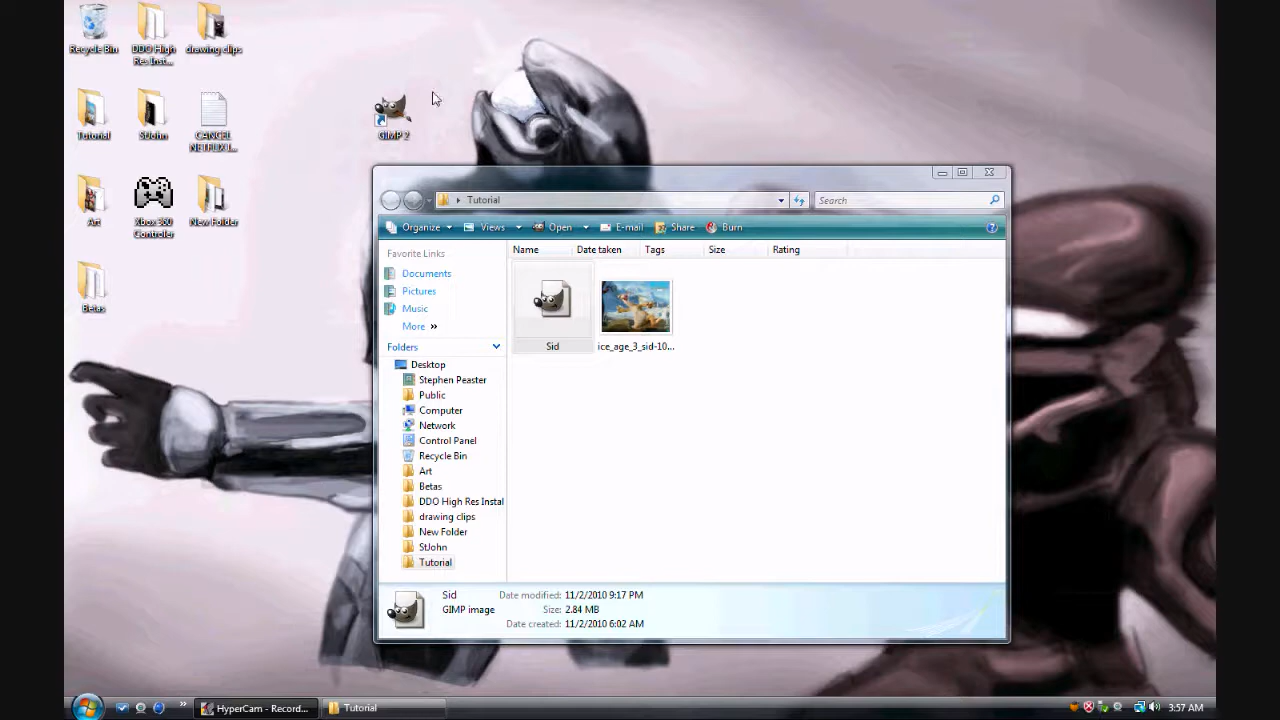 Recycle Bin
DDO High
Res Inst...
drawing clips
Tutorial
StJohn
CANCEL
NETFLIX I...
GIMP 2
Art
Xbox 360
Controller
New Folder
Betas
Tutorial
Search
Organize
Views
Open
E-mail
Share
Burn
Favorite Links
Documents
Pictures
Music
More »
Folders
Desktop
Stephen Peaster
Public
Computer
Network
Control Panel
Recycle Bin
Art
Betas
DDO High Res Instal
drawing clips
New Folder
StJohn
Tutorial
Name
Date taken
Tags
Size
Rating
Sid
ice_age_3_sid-10...
Sid
GIMP image
Date modified: 11/2/2010 9:17 PM
Size: 2.84 MB
Date created: 11/2/2010 6:02 AM
HyperCam - Record...
Tutorial
3:57 AM